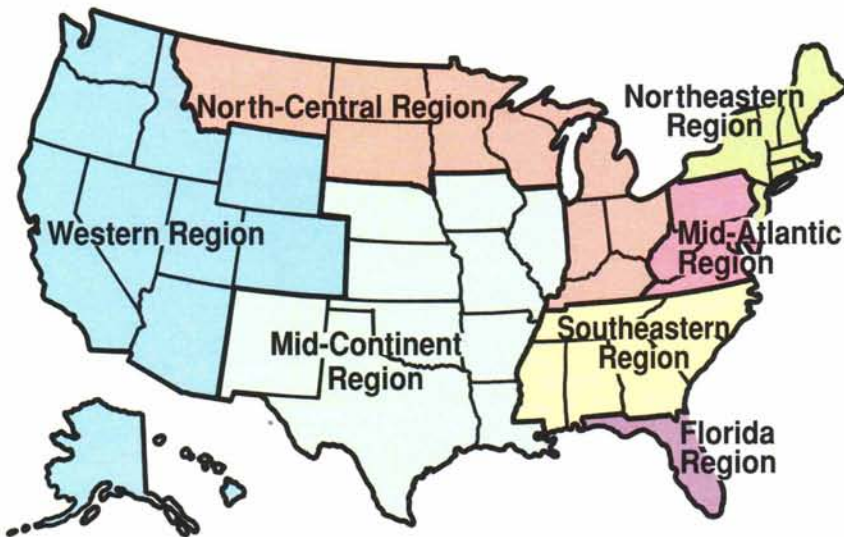 North-Central Region
Northeastern
Region
Western Region
Mid-Atlantic
Region
Southeastern
Region
Mid-Continent
Region
Florida
Region